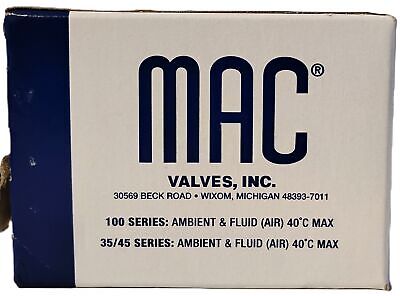 MAC®
VALVES, INC.
30569 BECK ROAD • WIXOM, MICHIGAN 48393-7011
100 SERIES: AMBIENT & FLUID (AIR) 40°C MAX
35/45 SERIES: AMBIENT & FLUID (AIR) 40°C MAX